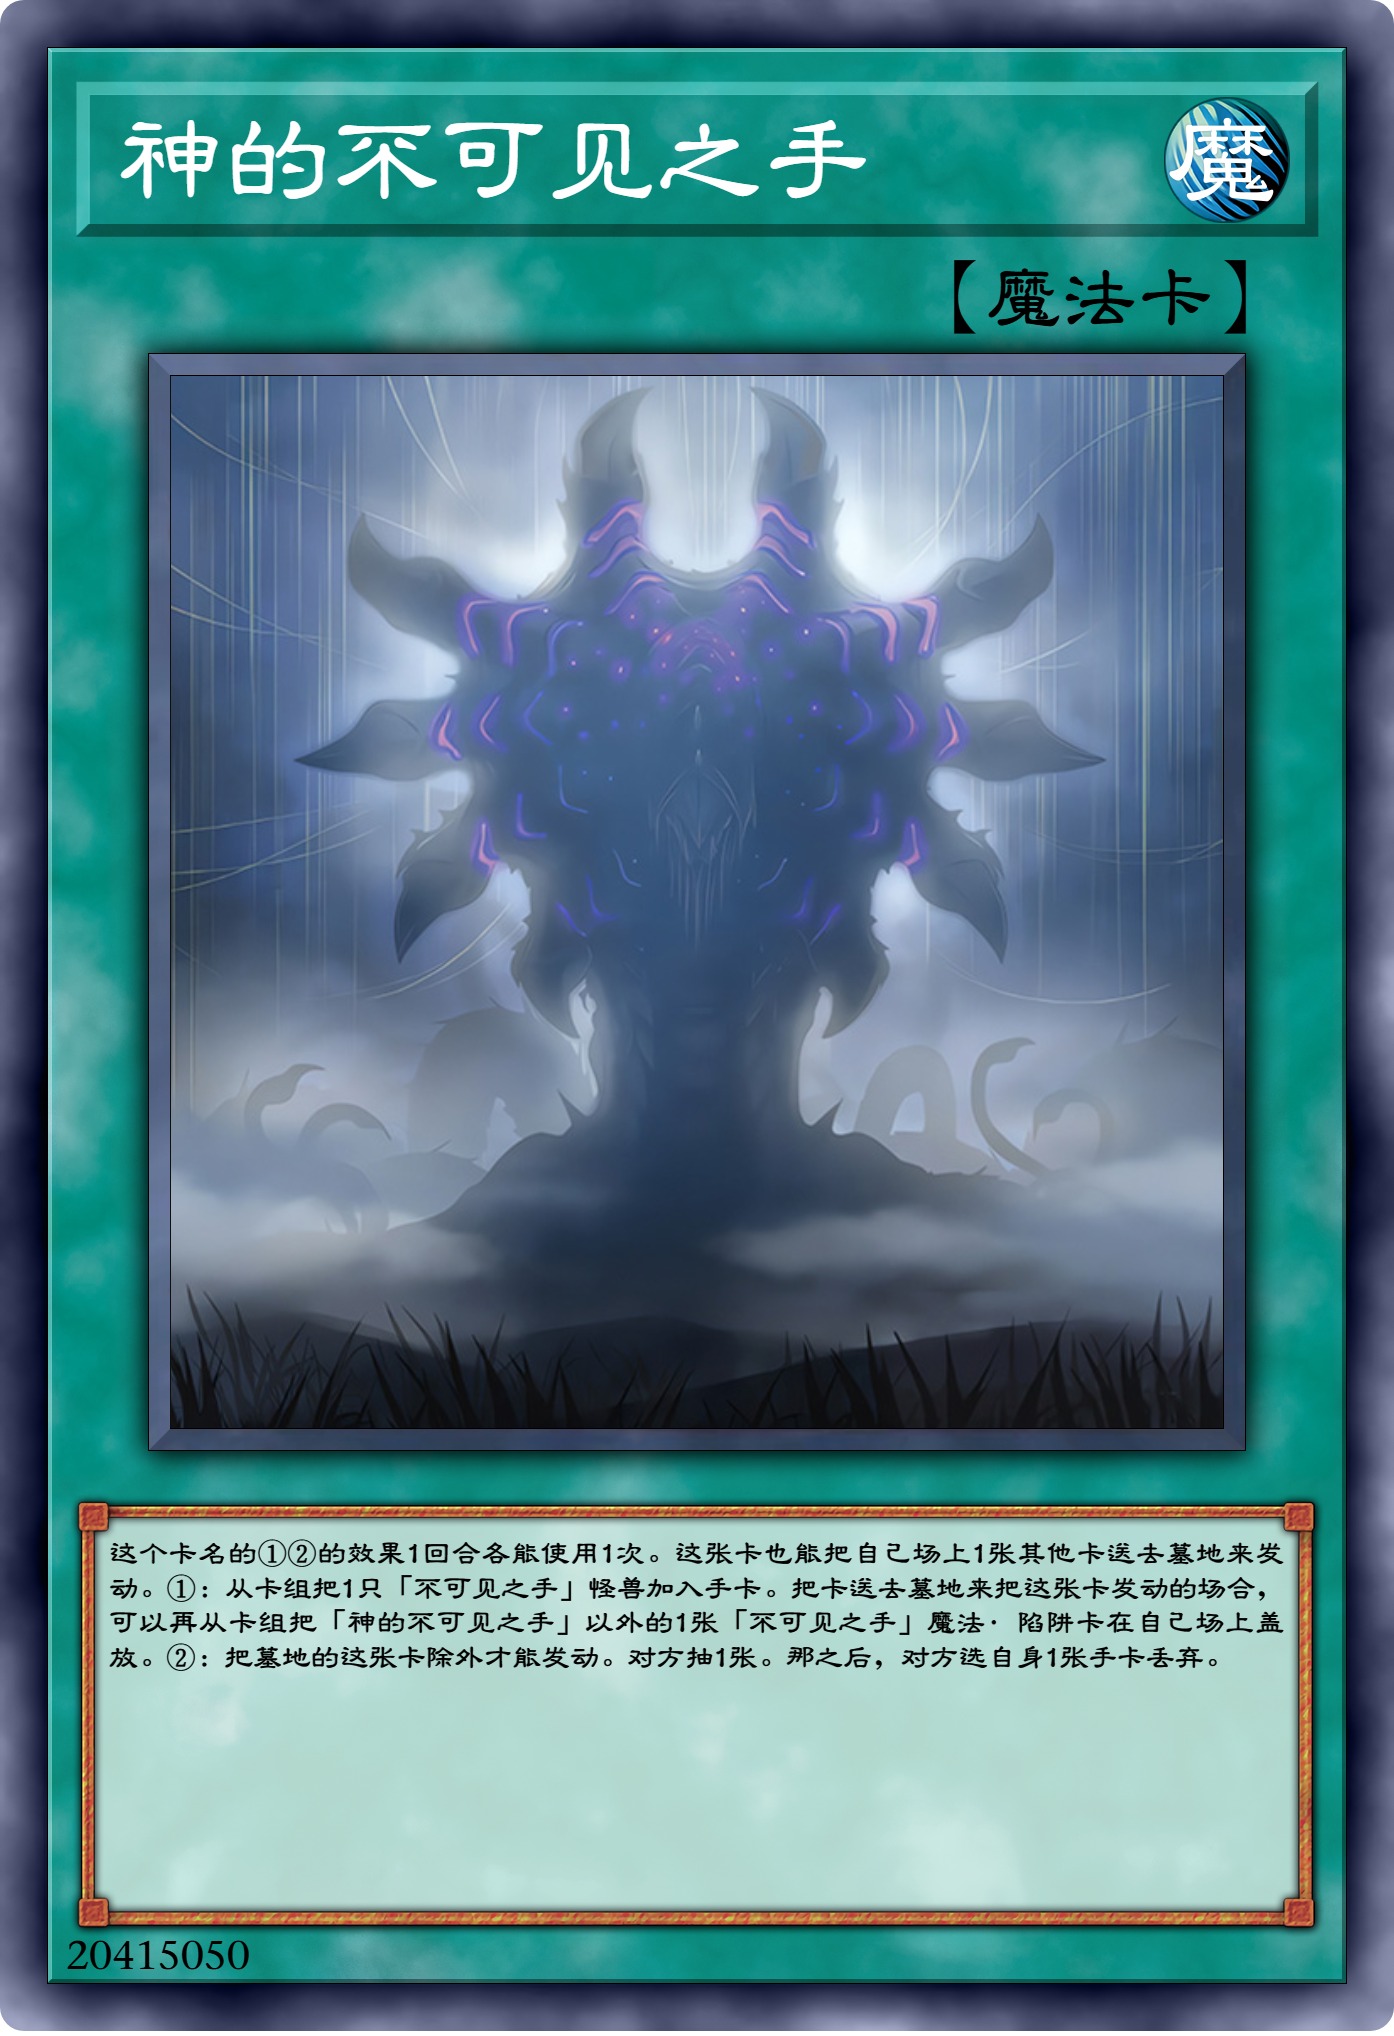 神的不可见之手
魔
【魔法卡】
这个卡名的①②的效果1回合各能使用1次。这张卡也能把自己场上1张其他卡送去墓地来发
动。①：从卡组把1只「不可见之手」怪兽加入手卡。把卡送去墓地来把这张卡发动的场合，
可以再从卡组把「神的不可见之手」以外的1张「不可见之手」魔法·陷阱卡在自己场上盖
放。②：把墓地的这张卡除外才能发动。对方抽1张。那之后，对方选自身1张手卡丢弃。
20415050